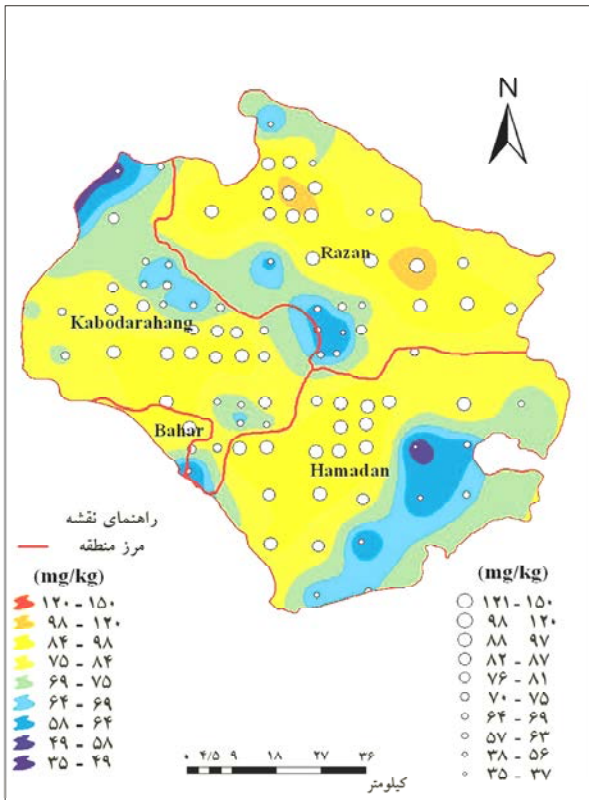 N
Razan
Kabodarahang
Bahar
Hamadan
راهنمای نقشه
مرز منطقه
(mg/kg)
۱۲۰ - ۱۵۰
۹۸ - ۱۲۰
۸۴ - ۹۸
۷۵ - ۸۴
۶۹ - ۷۵
۶۴ - ۶۹
۵۸ - ۶۴
۴۹ - ۵۸
۳۵ - ۴۹
(mg/kg)
۱۲۱ - ۱۵۰
۹۸ - ۱۲۰
۸۸ - ۹۷
۸۲ - ۸۷
۷۶ - ۸۱
۷۰ - ۷۵
۶۴ - ۶۹
۵۷ - ۶۳
۳۸ - ۵۶
۳۵ - ۳۷
۰ ۴/۵ ۹ ۱۸ ۲۷ ۳۶
کیلومتر